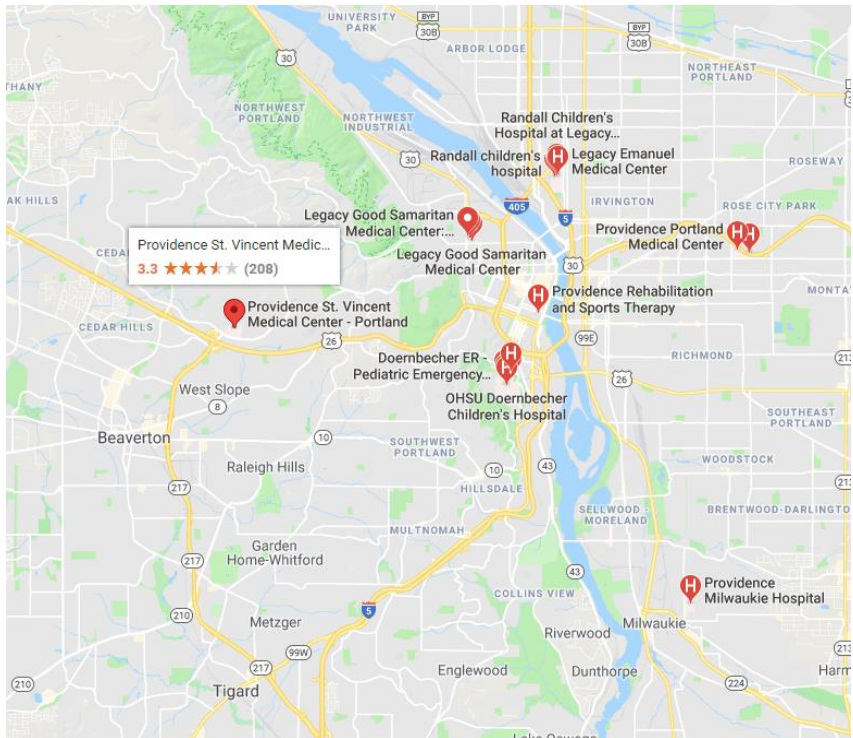 UNIVERSITY
PARK
BYP
30B
BYP
30B
ARBOR LODGE
30
NORTHEAST
PORTLAND
THANY
NORTHWEST
PORTLAND
NORTHWEST
INDUSTRIAL
Randall Children's
Hospital at Legacy...
30
Randall children's
hospital
Legacy Emanuel
Medical Center
ROSEWAY
AK HILLS
IRVINGTON
405
5
ROSE CITY PARK
Legacy Good Samaritan
Medical Center:...
Providence Portland
Medical Center
CEDA
Providence St. Vincent Medic...
3.3
(208)
Legacy Good Samaritan
Medical Center
30
MONTA
Providence Rehabilitation
and Sports Therapy
Providence St. Vincent
Medical Center - Portland
CEDAR HILLS
26
99E
RICHMOND
213
Doernbecher ER -
Pediatric Emergency...
26
West Slope
OHSU Doernbecher
Children's Hospital
8
SOUTHEAST
PORTLAND
Beaverton
10
SOUTHWEST
PORTLAND
WOODSTOCK
Raleigh Hills
10
43
213
217
HILLSDALE
SELLWOOD -
MORELAND
BRENTWOOD-DARLINGTO
MULTNOMAH
Garden
Home-Whitford
217
43
Providence
Milwaukie Hospital
COLLINS VIEW
5
210
Metzger
Riverwood
Milwaukie
99W
213
217
Englewood
Dunthorpe
Harm
210
Tigard
224
Lake Oswego